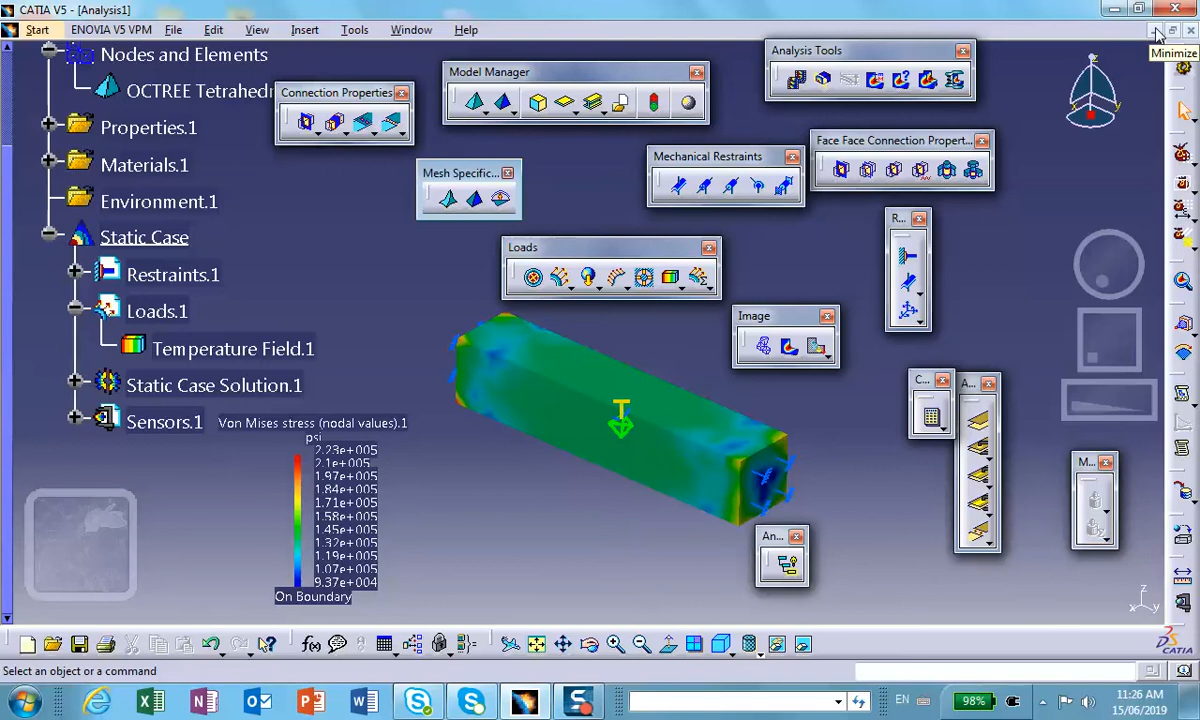 CATIA V5 - [Analysis1]
Start
ENOVIA V5 VPM
File
Edit
View
Insert
Tools
Window
Help
Minimize
Nodes and Elements
OCTREE Tetrahedr
Properties.1
Materials.1
Environment.1
Static Case
Restraints.1
Loads.1
Temperature Field.1
Static Case Solution.1
Sensors.1
Connection Properties
Model Manager
Analysis Tools
Mechanical Restraints
Face Face Connection Propert...
Mesh Specific...
Loads
R...
Image
C...
A...
M...
An...
z
y
T
Von Mises stress (nodal values).1
psi
2.23e+005
2.1e+005
1.97e+005
1.84e+005
1.71e+005
1.58e+005
1.45e+005
1.32e+005
1.19e+005
1.07e+005
9.37e+004
On Boundary
z
x
y
f(x)
CATIA
Select an object or a command
EN
98%
11:26 AM
15/06/2019